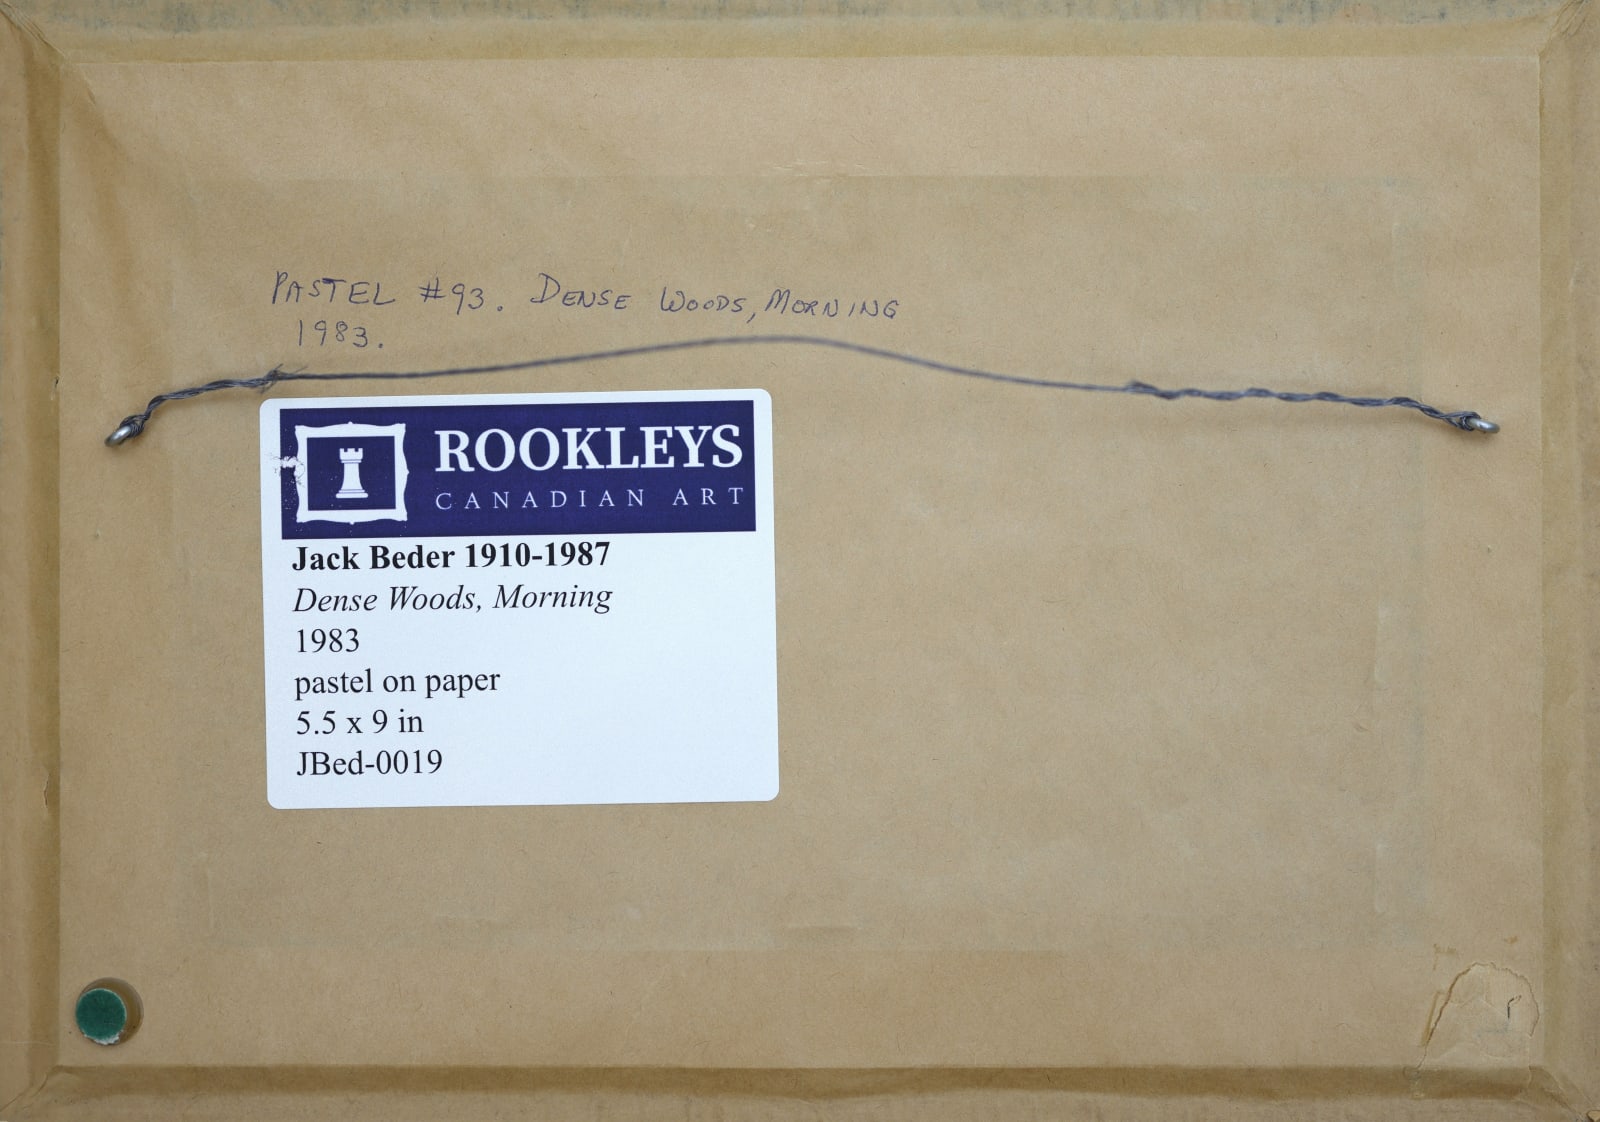 PASTEL #93. DENSE WOODS, MORNING
1983.
ROOKLEYS
CANADIAN ART
Jack Beder 1910-1987
Dense Woods, Morning
1983
pastel on paper
5.5 x 9 in
JBed-0019